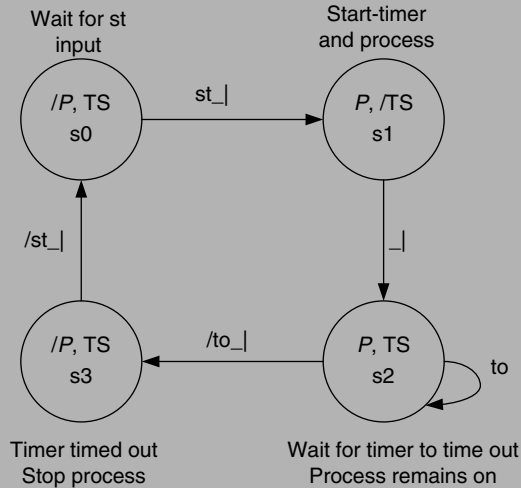 Wait for st
input
Start-timer
and process
/P, TS
s0
st_|
P, /TS
s1
/st_|
_|
/P, TS
s3
/to_|
P, TS
s2
to
Timer timed out
Stop process
Wait for timer to time out
Process remains on